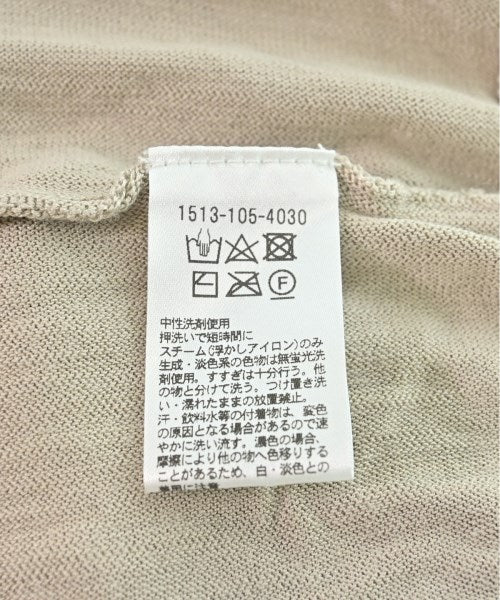 1513-105-4030
F
中性洗剤使用
押洗いで短時間に
スチーム(浮かしアイロン)のみ
生成・淡色系の色物は無蛍光洗
剤使用。すすぎは十分行う。他
の物と分けて洗う。つけ置き洗
い・濡れたままの放置禁止。
汗・飲料水等の付着物は、変色
の原因となる場合があるので速
やかに洗い流す。濃色の場合、
摩擦により他の物へ色移りする
ことがあるため、白・淡色との
着用に注意